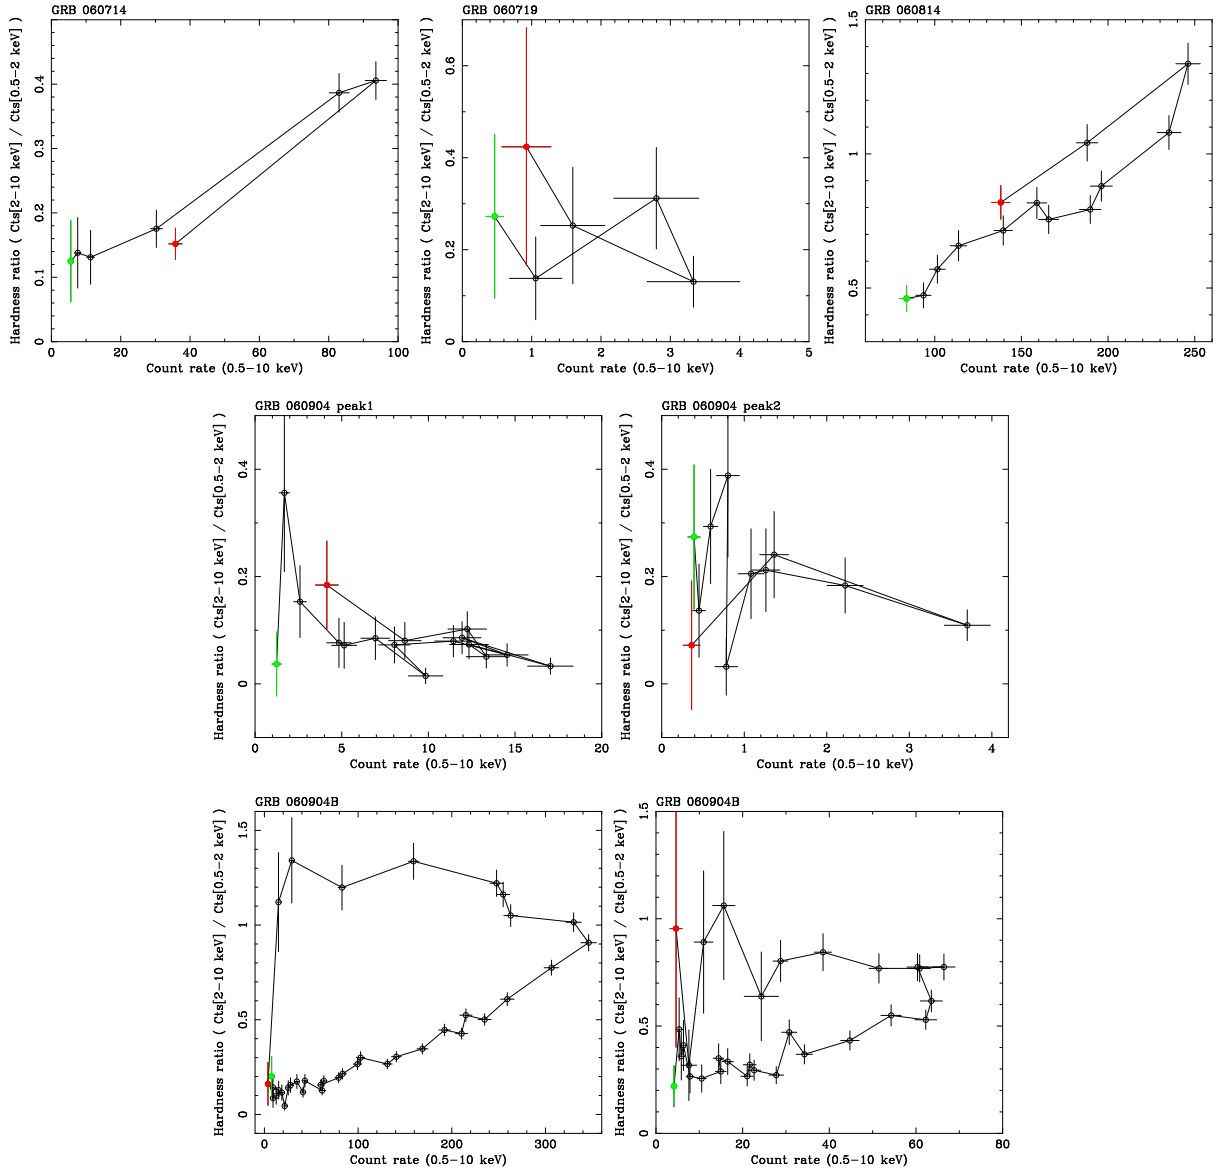 GRB 060714
Hardness ratio ( Cts[2−10 keV] / Cts[0.5−2 keV] )
0 0.1 0.2 0.3 0.4
0 20 40 60 80 100
Count rate (0.5−10 keV)
GRB 060719
Hardness ratio ( Cts[2−10 keV] / Cts[0.5−2 keV] )
0 0.2 0.4 0.6
0 1 2 3 4 5
Count rate (0.5−10 keV)
GRB 060814
Hardness ratio ( Cts[2−10 keV] / Cts[0.5−2 keV] )
0.5 1 1.5
100 150 200 250
Count rate (0.5−10 keV)
GRB 060904 peak1
Hardness ratio ( Cts[2−10 keV] / Cts[0.5−2 keV] )
0 0.2 0.4
0 5 10 15 20
Count rate (0.5−10 keV)
GRB 060904 peak2
Hardness ratio ( Cts[2−10 keV] / Cts[0.5−2 keV] )
0 0.2 0.4
0 1 2 3 4
Count rate (0.5−10 keV)
GRB 060904B
Hardness ratio ( Cts[2−10 keV] / Cts[0.5−2 keV] )
0 0.5 1 1.5
0 100 200 300
Count rate (0.5−10 keV)
GRB 060904B
Hardness ratio ( Cts[2−10 keV] / Cts[0.5−2 keV] )
0 0.5 1 1.5
0 20 40 60 80
Count rate (0.5−10 keV)